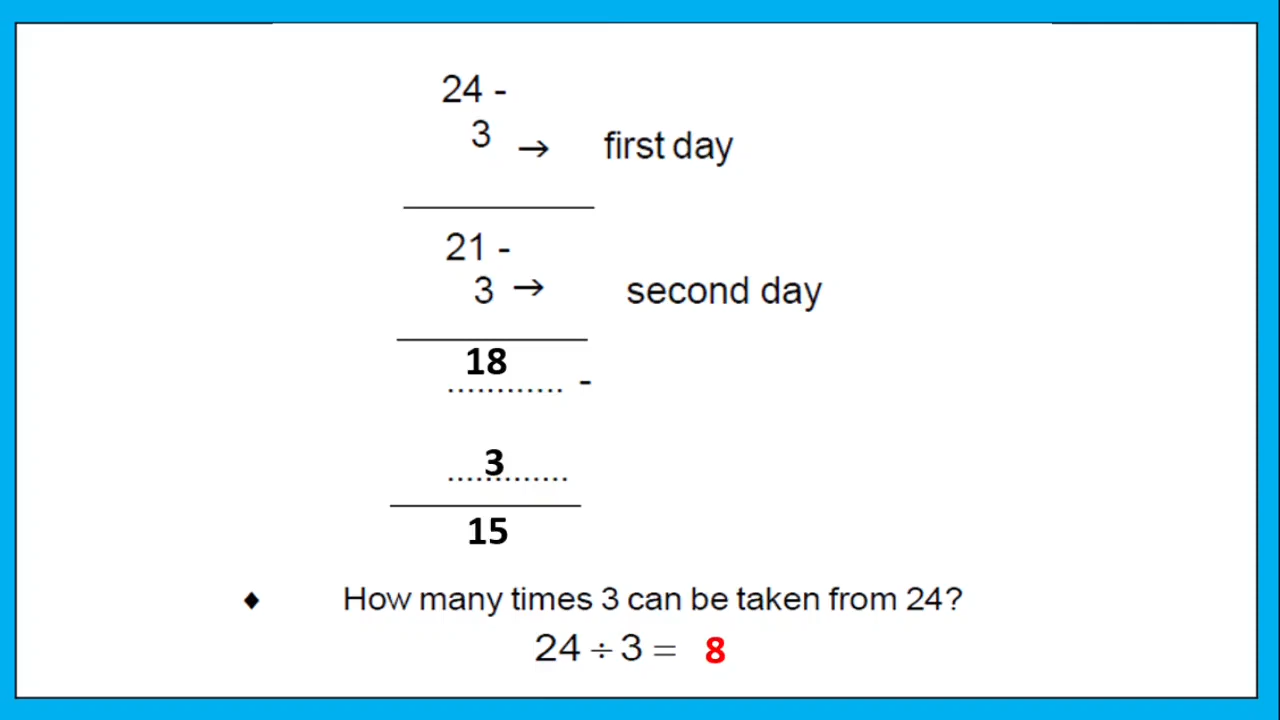 24 -
3 → first day
21 -
3 → second day
18
............ -
3
.............
15
♦ How many times 3 can be taken from 24?
24 ÷ 3 = 8